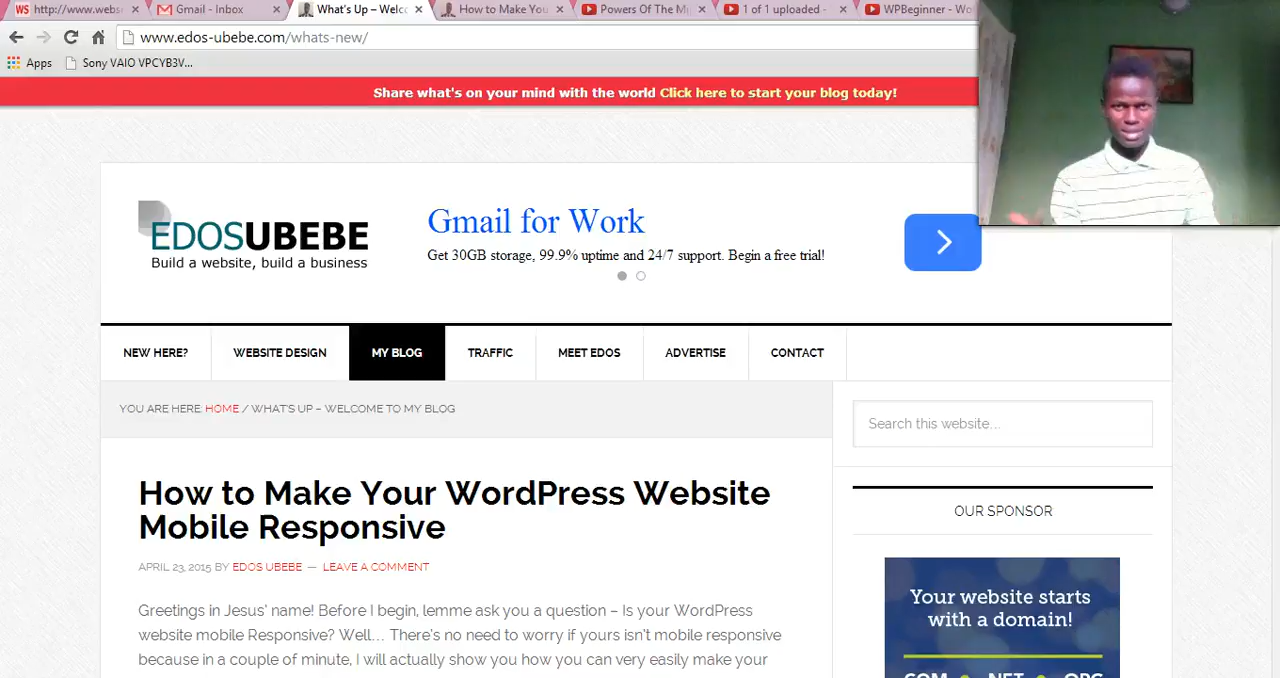 http://www.webs
Gmail - Inbox
What's Up – Welc
How to Make You
Powers Of The M
1 of 1 uploaded -
WPBeginner - Wo
www.edos-ubebe.com/whats-new/
Apps
Sony VAIO VPCYB3V...
Share what's on your mind with the world Click here to start your blog today!
EDOSUBEBE
Build a website, build a business
Gmail for Work
Get 30GB storage, 99.9% uptime and 24/7 support. Begin a free trial!
NEW HERE?
WEBSITE DESIGN
MY BLOG
TRAFFIC
MEET EDOS
ADVERTISE
CONTACT
YOU ARE HERE: HOME / WHAT'S UP – WELCOME TO MY BLOG
Search this website...
How to Make Your WordPress Website
Mobile Responsive
APRIL 23, 2015 BY EDOS UBEBE — LEAVE A COMMENT
Greetings in Jesus' name! Before I begin, lemme ask you a question – Is your WordPress
website mobile Responsive? Well... There's no need to worry if yours isn't mobile responsive
because in a couple of minute, I will actually show you how you can very easily make your
OUR SPONSOR
Your website starts
with a domain!
.COM .NET .ORG